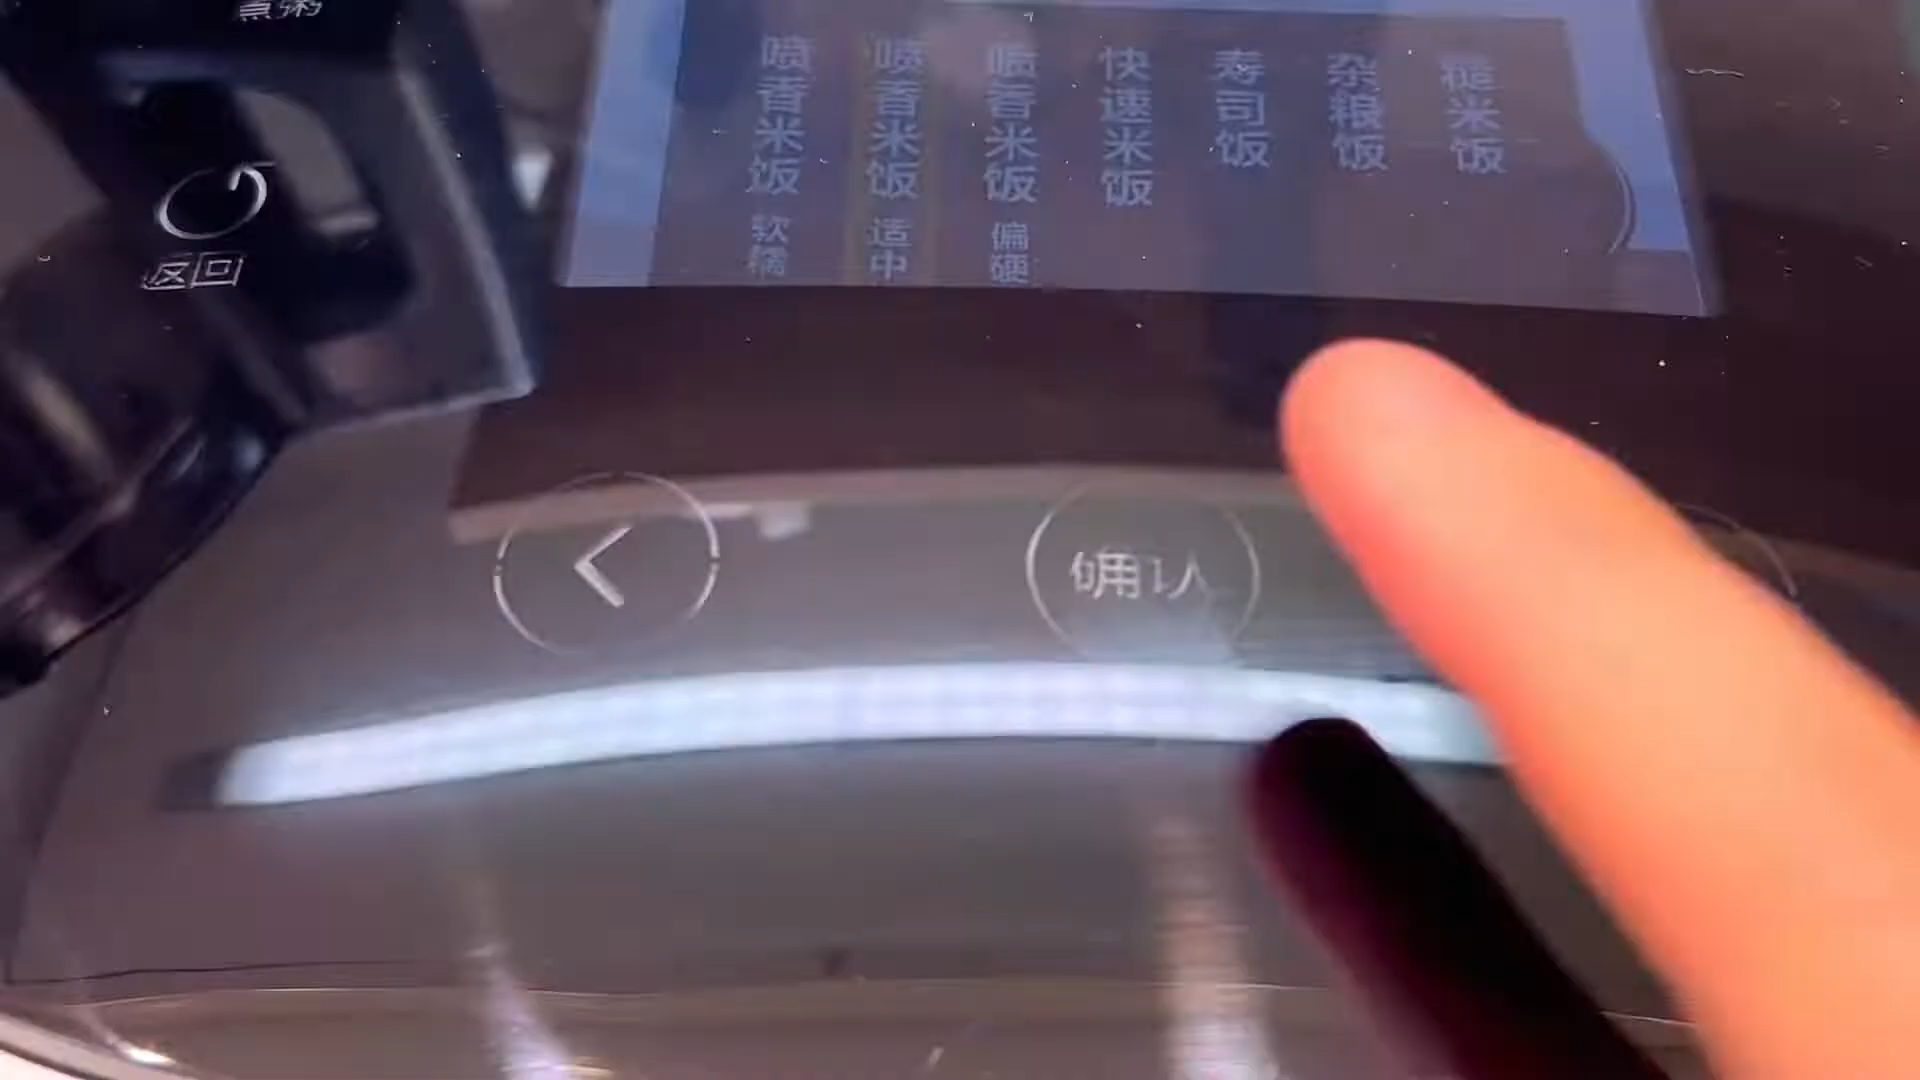 煮粥
喷香米饭 软糯
喷香米饭 适中
喷香米饭 偏硬
快速米饭
寿司饭
杂粮饭
糙米饭
返回
确认